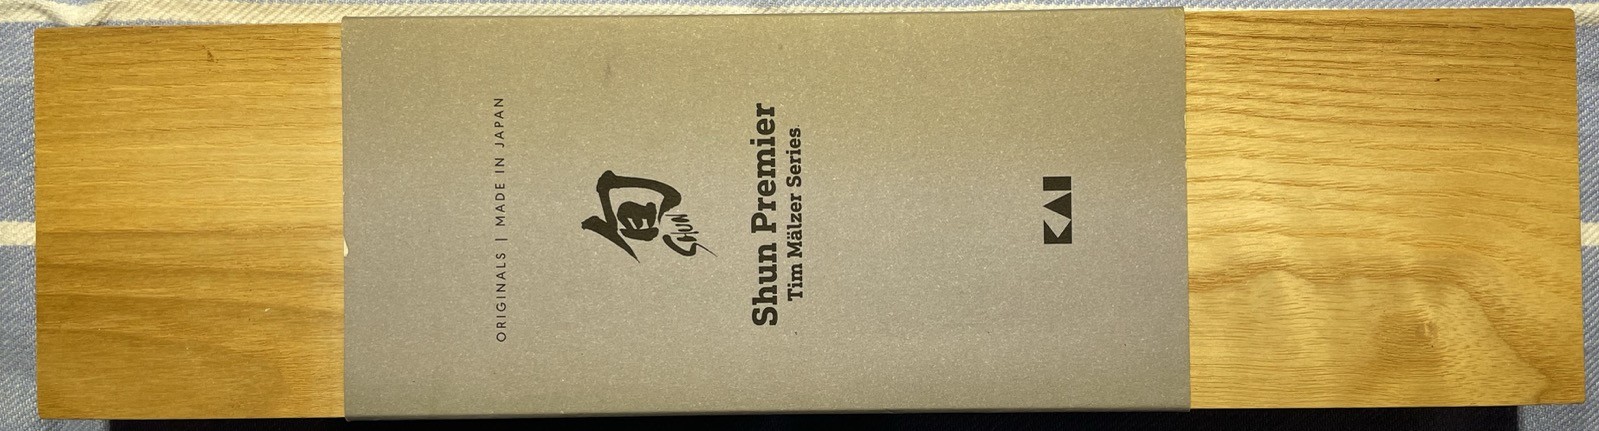 ORIGINALS | MADE IN JAPAN
旬
SHUN
Shun Premier
Tim Mälzer Series
KAI